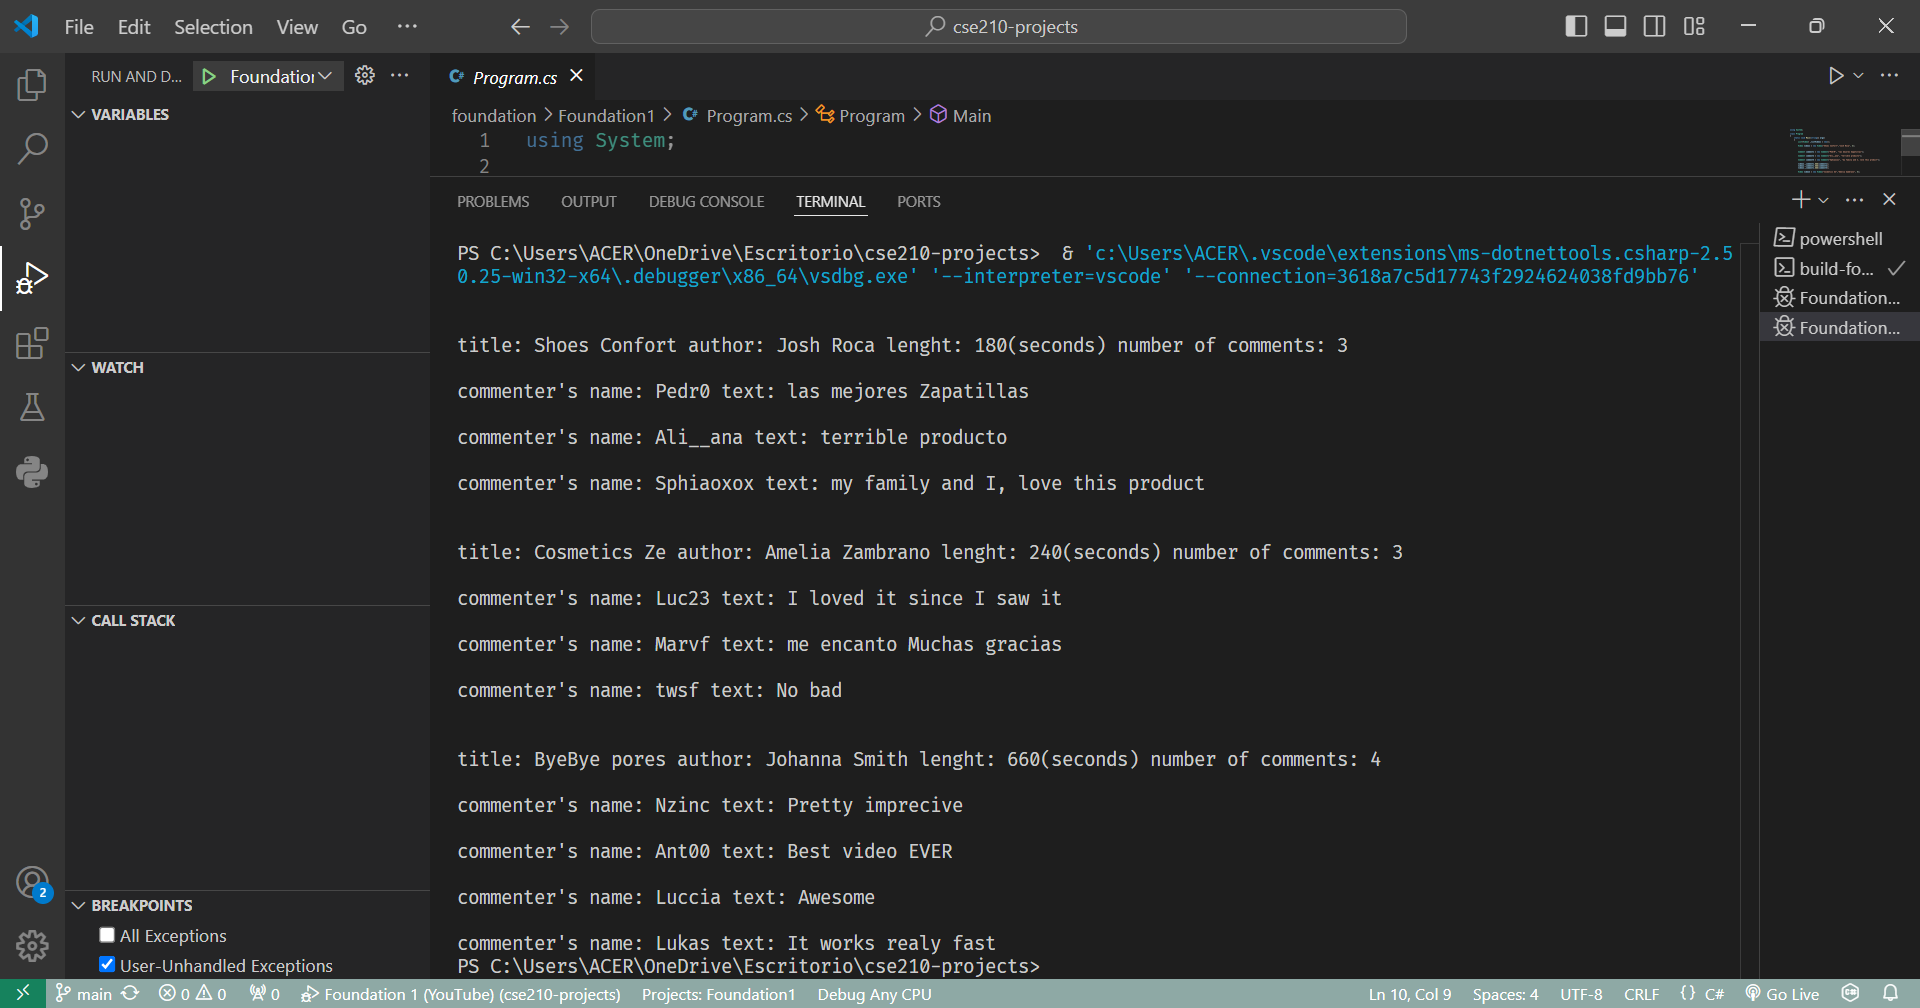 File Edit Selection View Go ···
cse210-projects
RUN AND D... Foundation
VARIABLES
WATCH
CALL STACK
BREAKPOINTS
All Exceptions
User-Unhandled Exceptions
2
Program.cs
foundation > Foundation1 > Program.cs > Program > Main
1 using System;
2
PROBLEMS OUTPUT DEBUG CONSOLE TERMINAL PORTS
PS C:\Users\ACER\OneDrive\Escritorio\cse210-projects>  & 'c:\Users\ACER\.vscode\extensions\ms-dotnettools.csharp-2.5
0.25-win32-x64\.debugger\x86_64\vsdbg.exe' '--interpreter=vscode' '--connection=3618a7c5d17743f2924624038fd9bb76'
title: Shoes Confort author: Josh Roca lenght: 180(seconds) number of comments: 3
commenter's name: Pedr0 text: las mejores Zapatillas
commenter's name: Ali__ana text: terrible producto
commenter's name: Sphiaoxox text: my family and I, love this product
title: Cosmetics Ze author: Amelia Zambrano lenght: 240(seconds) number of comments: 3
commenter's name: Luc23 text: I loved it since I saw it
commenter's name: Marvf text: me encanto Muchas gracias
commenter's name: twsf text: No bad
title: ByeBye pores author: Johanna Smith lenght: 660(seconds) number of comments: 4
commenter's name: Nzinc text: Pretty imprecive
commenter's name: Ant00 text: Best video EVER
commenter's name: Luccia text: Awesome
commenter's name: Lukas text: It works realy fast
PS C:\Users\ACER\OneDrive\Escritorio\cse210-projects>
powershell
build-fo...
Foundation...
Foundation...
main 0 0 0 Foundation 1 (YouTube) (cse210-projects) Projects: Foundation1 Debug Any CPU Ln 10, Col 9 Spaces: 4 UTF-8 CRLF {} C# Go Live